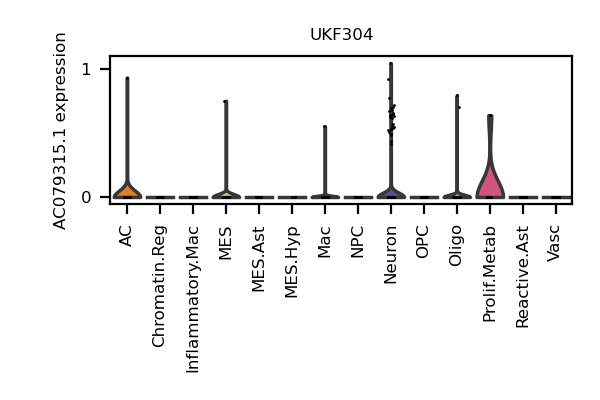 UKF304
AC079315.1 expression
1
0
AC
Chromatin.Reg
Inflammatory.Mac
MES
MES.Ast
MES.Hyp
Mac
NPC
Neuron
OPC
Oligo
Prolif.Metab
Reactive.Ast
Vasc